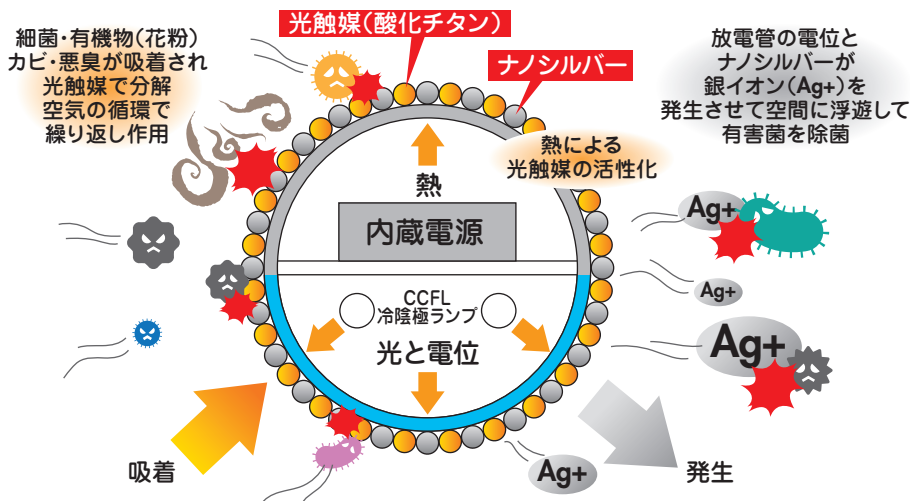 細菌・有機物(花粉)
カビ・悪臭が吸着され
光触媒で分解
空気の循環で
繰り返し作用
光触媒(酸化チタン)
ナノシルバー
放電管の電位と
ナノシルバーが
銀イオン(Ag+)を
発生させて空間に浮遊して
有害菌を除菌
熱による
光触媒の活性化
熱
内蔵電源
CCFL
冷陰極ランプ
光と電位
Ag+
Ag+
Ag+
Ag+
吸着
発生